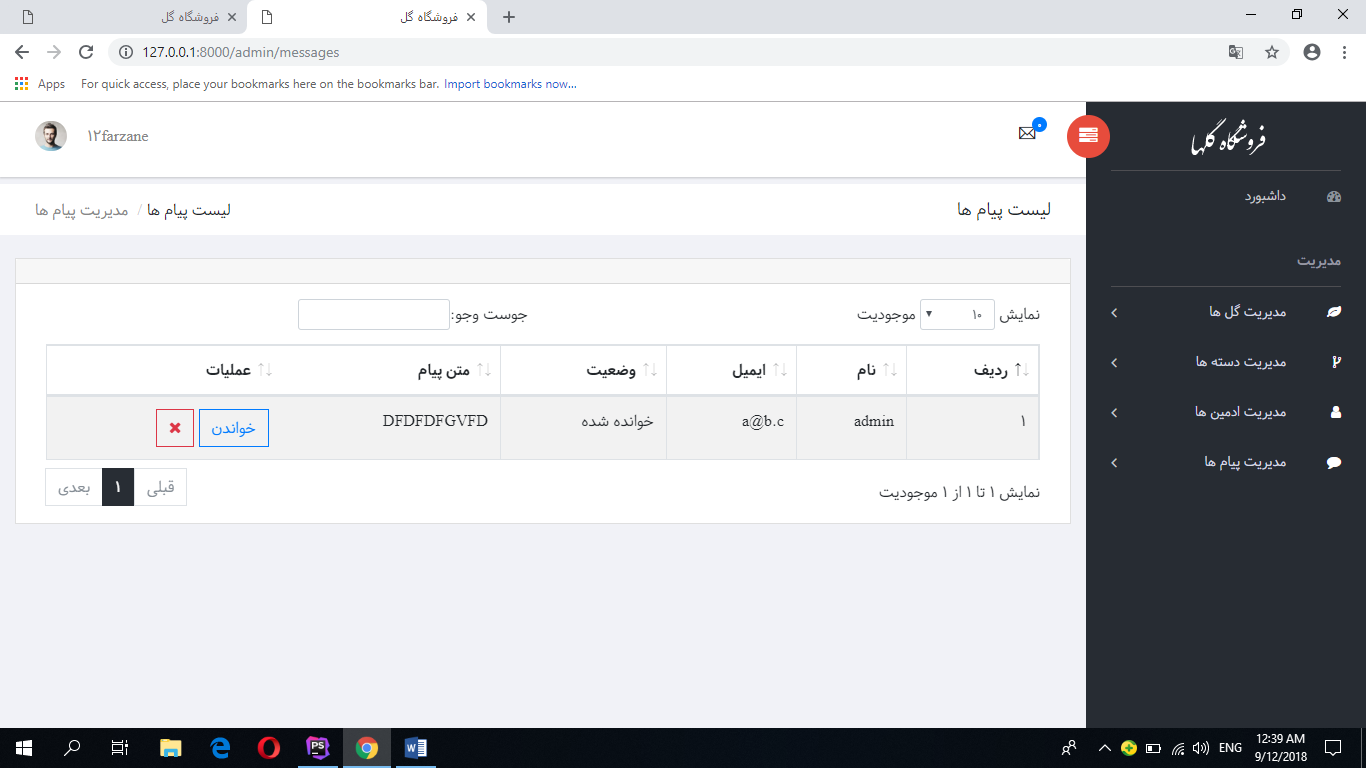 فروشگاه گل
فروشگاه گل
127.0.0.1:8000/admin/messages
Apps For quick access, place your bookmarks here on the bookmarks bar. Import bookmarks now...
فروشگاه گلها
۰
۱۲farzane
داشبورد
لیست پیام ها
مدیریت پیام ها / لیست پیام ها
مدیریت
مدیریت گل ها
مدیریت دسته ها
مدیریت ادمین ها
مدیریت پیام ها
نمایش ۱۰ موجودیت
جوست وجو:
ردیف نام ایمیل وضعیت متن پیام عملیات
۱ admin a@b.c خوانده شده DFDFDFGVFD خواندن
نمایش ۱ تا ۱ از ۱ موجودیت
قبلی ۱ بعدی
ENG
12:39 AM
9/12/2018